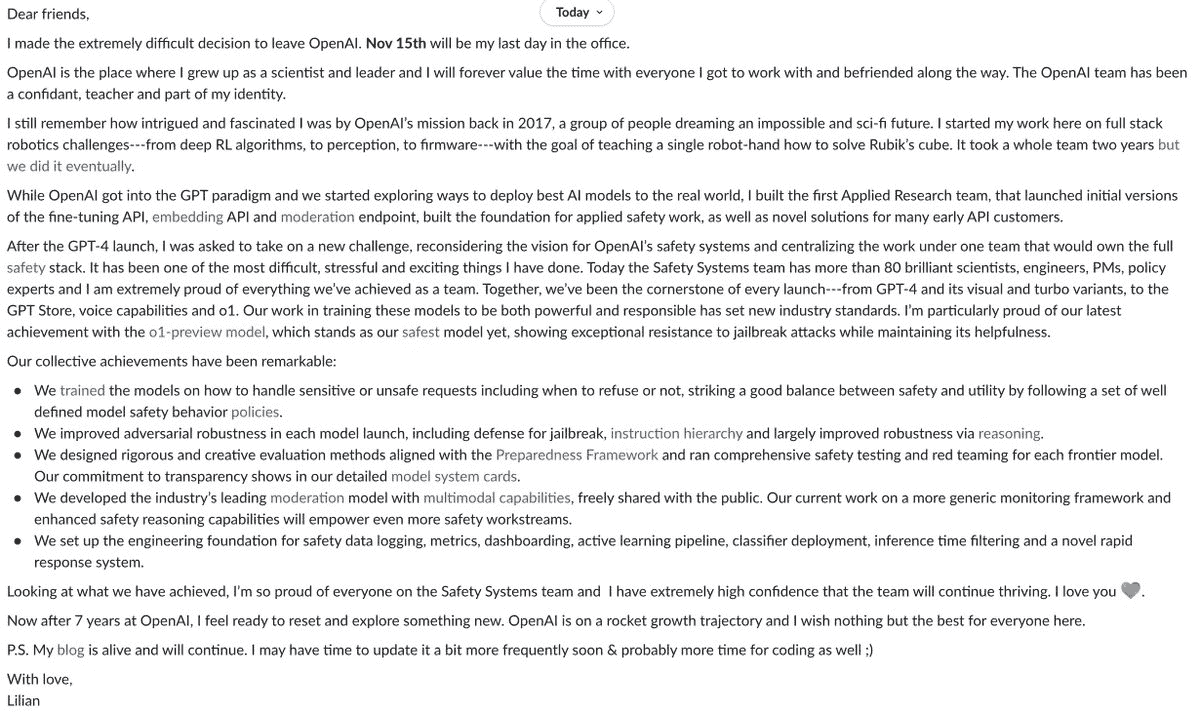 Today
Dear friends,
I made the extremely difficult decision to leave OpenAI. Nov 15th will be my last day in the office.
OpenAI is the place where I grew up as a scientist and leader and I will forever value the time with everyone I got to work with and befriended along the way. The OpenAI team has been
a confidant, teacher and part of my identity.
I still remember how intrigued and fascinated I was by OpenAI's mission back in 2017, a group of people dreaming an impossible and sci-fi future. I started my work here on full stack
robotics challenges---from deep RL algorithms, to perception, to firmware---with the goal of teaching a single robot-hand how to solve Rubik's cube. It took a whole team two years but
we did it eventually.
While OpenAI got into the GPT paradigm and we started exploring ways to deploy best AI models to the real world, I built the first Applied Research team, that launched initial versions
of the fine-tuning API, embedding API and moderation endpoint, built the foundation for applied safety work, as well as novel solutions for many early API customers.
After the GPT-4 launch, I was asked to take on a new challenge, reconsidering the vision for OpenAI's safety systems and centralizing the work under one team that would own the full
safety stack. It has been one of the most difficult, stressful and exciting things I have done. Today the Safety Systems team has more than 80 brilliant scientists, engineers, PMs, policy
experts and I am extremely proud of everything we've achieved as a team. Together, we've been the cornerstone of every launch---from GPT-4 and its visual and turbo variants, to the
GPT Store, voice capabilities and o1. Our work in training these models to be both powerful and responsible has set new industry standards. I'm particularly proud of our latest
achievement with the o1-preview model, which stands as our safest model yet, showing exceptional resistance to jailbreak attacks while maintaining its helpfulness.
Our collective achievements have been remarkable:
● We trained the models on how to handle sensitive or unsafe requests including when to refuse or not, striking a good balance between safety and utility by following a set of well
defined model safety behavior policies.
● We improved adversarial robustness in each model launch, including defense for jailbreak, instruction hierarchy and largely improved robustness via reasoning.
● We designed rigorous and creative evaluation methods aligned with the Preparedness Framework and ran comprehensive safety testing and red teaming for each frontier model.
Our commitment to transparency shows in our detailed model system cards.
● We developed the industry's leading moderation model with multimodal capabilities, freely shared with the public. Our current work on a more generic monitoring framework and
enhanced safety reasoning capabilities will empower even more safety workstreams.
● We set up the engineering foundation for safety data logging, metrics, dashboarding, active learning pipeline, classifier deployment, inference time filtering and a novel rapid
response system.
Looking at what we have achieved, I'm so proud of everyone on the Safety Systems team and I have extremely high confidence that the team will continue thriving. I love you 🩶.
Now after 7 years at OpenAI, I feel ready to reset and explore something new. OpenAI is on a rocket growth trajectory and I wish nothing but the best for everyone here.
P.S. My blog is alive and will continue. I may have time to update it a bit more frequently soon & probably more time for coding as well ;)
With love,
Lilian